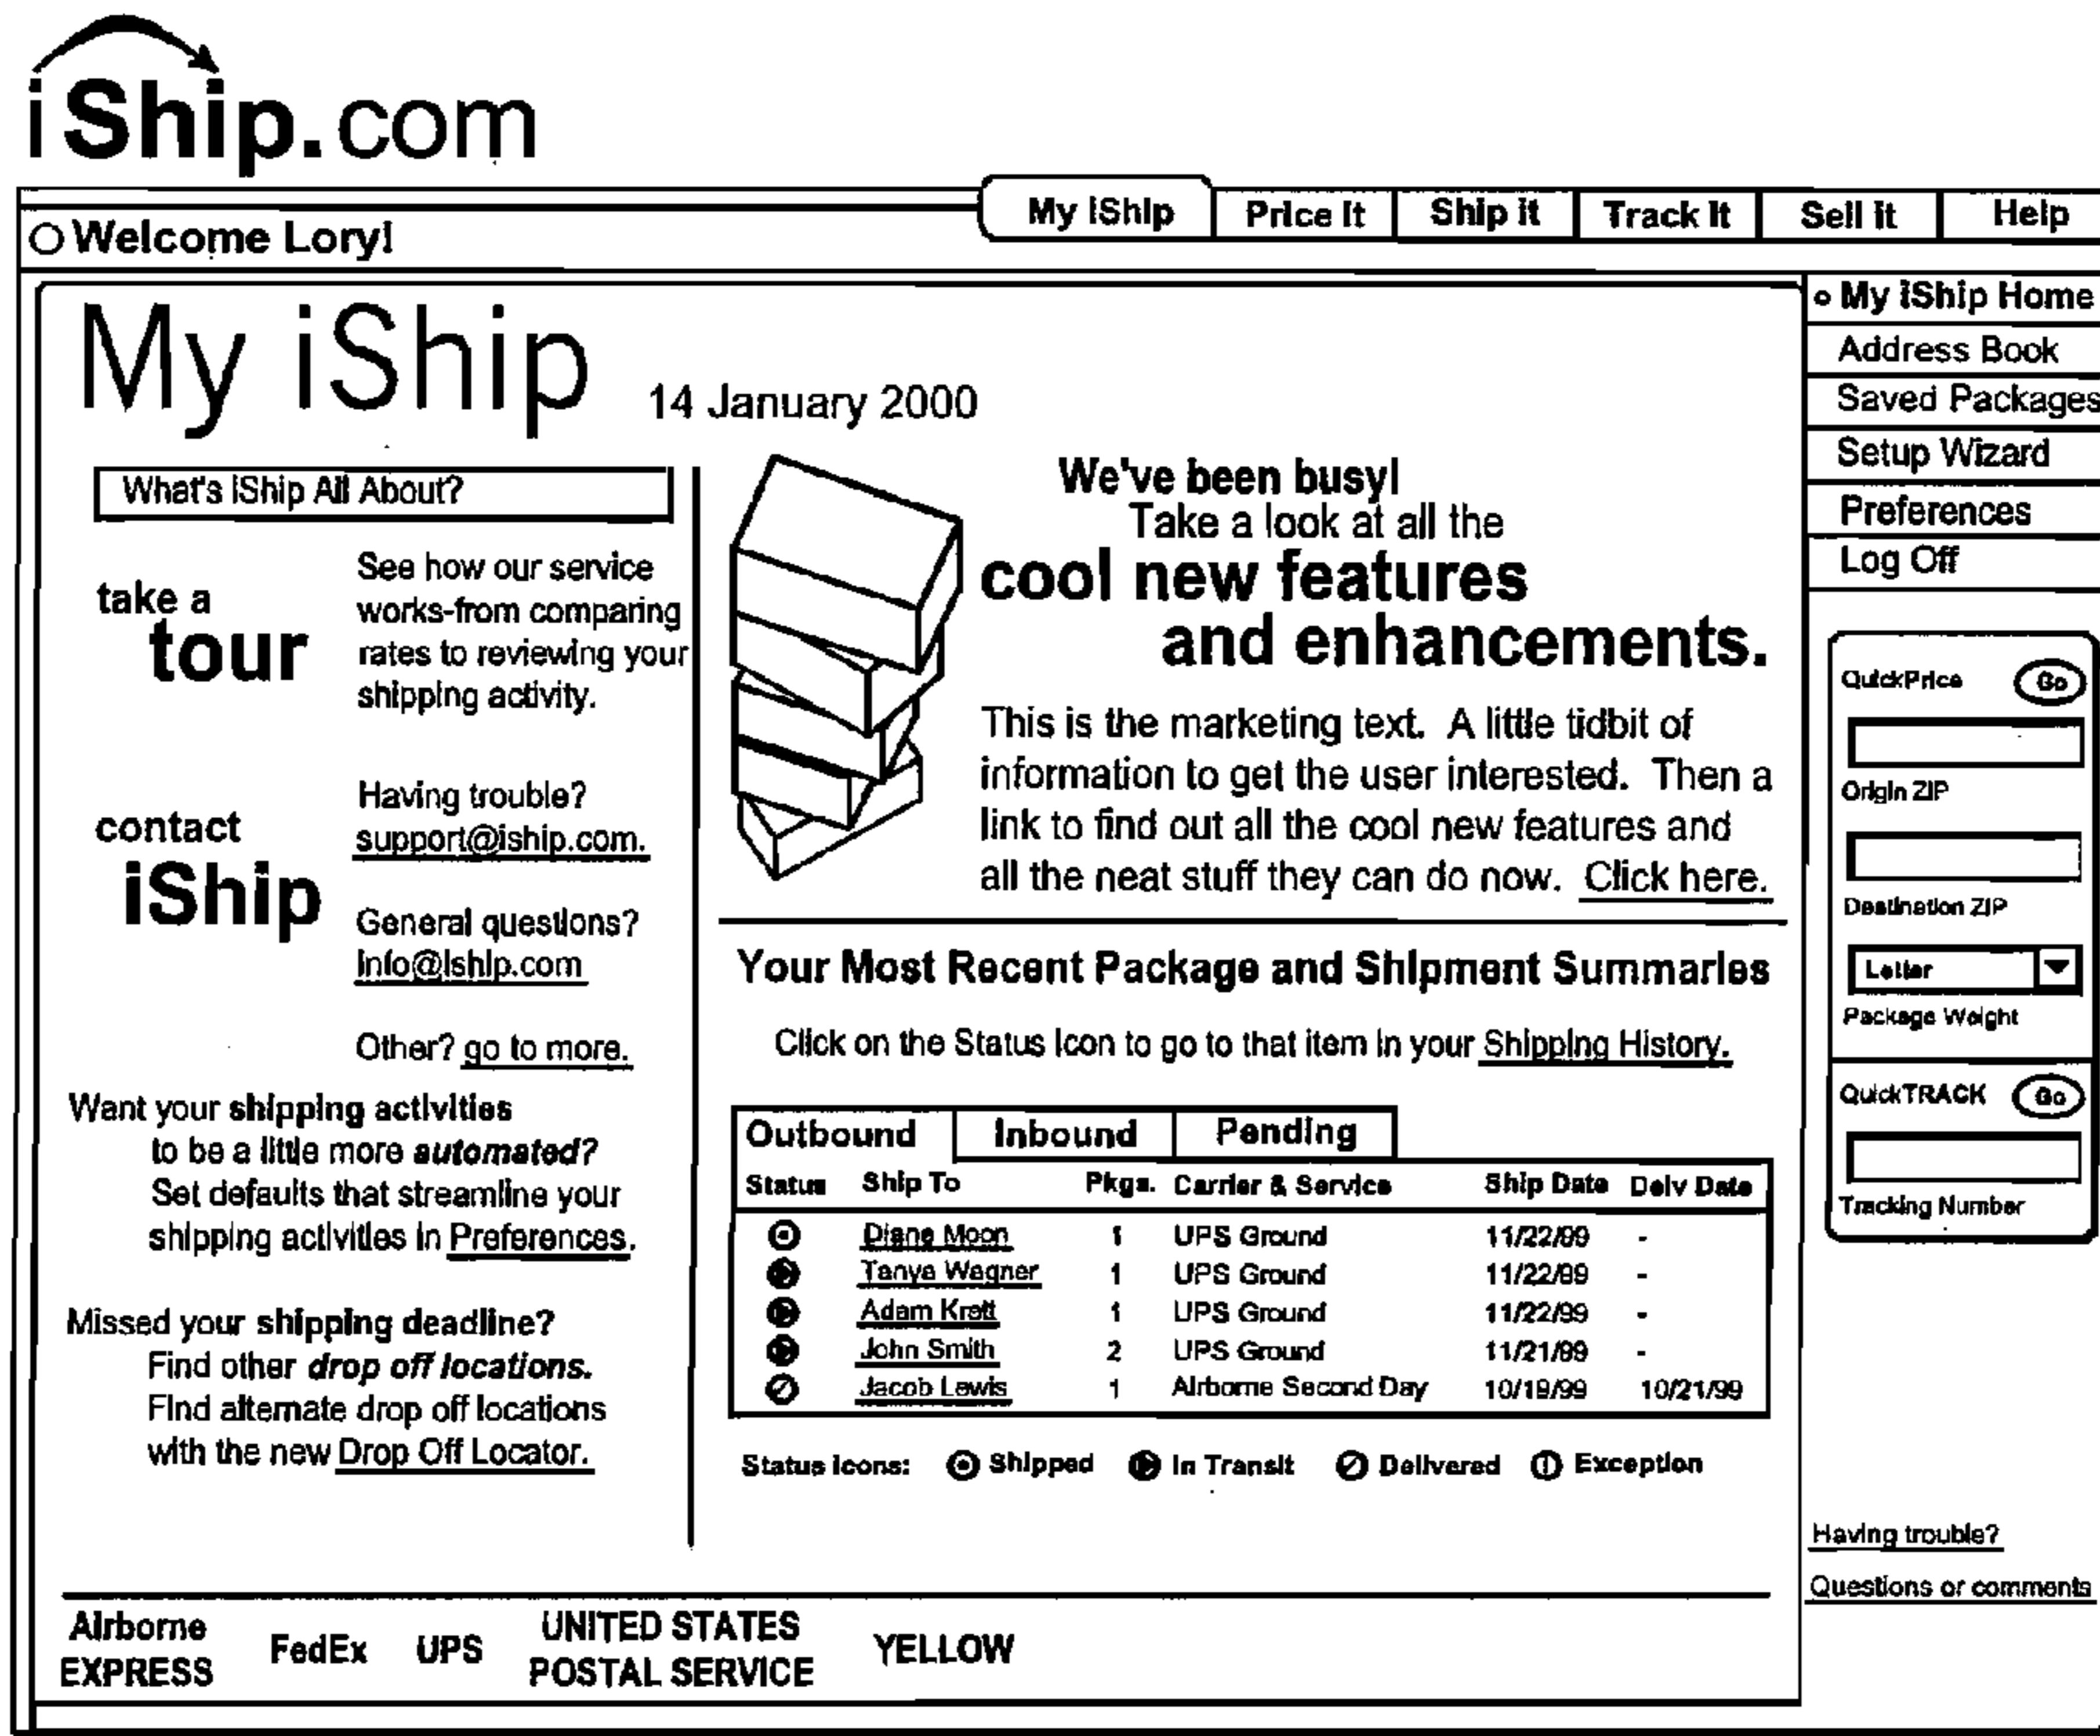 iShip.com
My iShip
Price It
Ship it
Track It
Sell it
Help
Welcome Lory!
My iShip 14 January 2000
What's iShip All About?
take a
tour
See how our service
works-from comparing
rates to reviewing your
shipping activity.
contact
iShip
Having trouble?
support@iship.com.
General questions?
Info@iship.com
Other? go to more.
Want your shipping activities
to be a little more automated?
Set defaults that streamline your
shipping activities in Preferences.
Missed your shipping deadline?
Find other drop off locations.
Find alternate drop off locations
with the new Drop Off Locator.
We've been busy!
Take a look at all the
cool new features
and enhancements.
This is the marketing text. A little tidbit of
information to get the user interested. Then a
link to find out all the cool new features and
all the neat stuff they can do now. Click here.
Your Most Recent Package and Shipment Summaries
Click on the Status Icon to go to that item in your Shipping History.
Outbound Inbound Pending
Status Ship To Pkgs. Carrier & Service Ship Date Delv Date
Diane Moon 1 UPS Ground 11/22/99 -
Tanya Wagner 1 UPS Ground 11/22/99 -
Adam Krett 1 UPS Ground 11/22/99 -
John Smith 2 UPS Ground 11/21/99 -
Jacob Lewis 1 Airborne Second Day 10/19/99 10/21/99
Status icons: Shipped In Transit Delivered Exception
My iShip Home
Address Book
Saved Packages
Setup Wizard
Preferences
Log Off
QuickPrice Go
Origin ZIP
Destination ZIP
Letter
Package Weight
QuickTRACK Go
Tracking Number
Having trouble?
Questions or comments
Airborne
EXPRESS
FedEx
UPS
UNITED STATES
POSTAL SERVICE
YELLOW